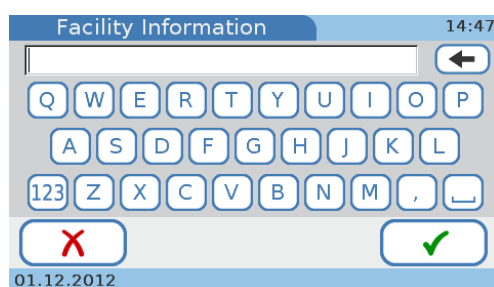 Facility Information 14:47
Q W E R T Y U I O P
A S D F G H J K L
123 Z X C V B N M ,
01.12.2012